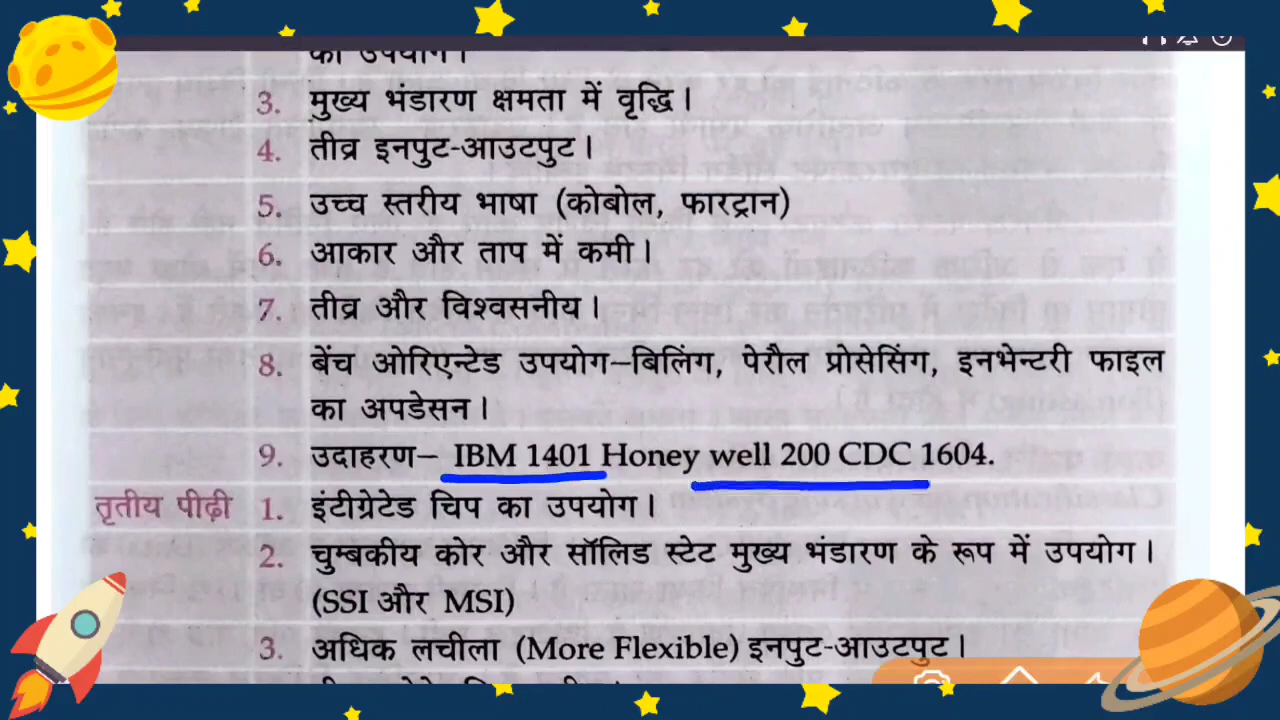 का उपयोग।
3. मुख्य भंडारण क्षमता में वृद्धि।
4. तीव्र इनपुट-आउटपुट।
5. उच्च स्तरीय भाषा (कोबोल, फारट्रान)
6. आकार और ताप में कमी।
7. तीव्र और विश्वसनीय।
8. बेंच ओरिएन्टेड उपयोग–बिलिंग, पेरौल प्रोसेसिंग, इनभेन्टरी फाइल
का अपडेसन।
9. उदाहरण– IBM 1401 Honey well 200 CDC 1604.
तृतीय पीढ़ी 1. इंटीग्रेटेड चिप का उपयोग।
2. चुम्बकीय कोर और सॉलिड स्टेट मुख्य भंडारण के रूप में उपयोग।
(SSI और MSI)
3. अधिक लचीला (More Flexible) इनपुट-आउटपुट।